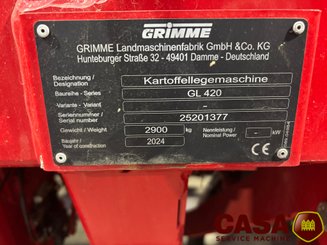 GRIMME
GRIMME Landmaschinenfabrik GmbH &Co. KG
Hunteburger Straße 32 - 49401 Damme - Deutschland
Bezeichnung / Designation Kartoffellegemaschine
Baureihe - Series GL 420
Variante - Variant -
Seriennummer / Serial number 25201377
Gewicht / Weight 2900 kg Nennleistung / Nominal Power - kW
Baujahr / Year of construction 2024
CE
CASA
SERVICE MACHINE